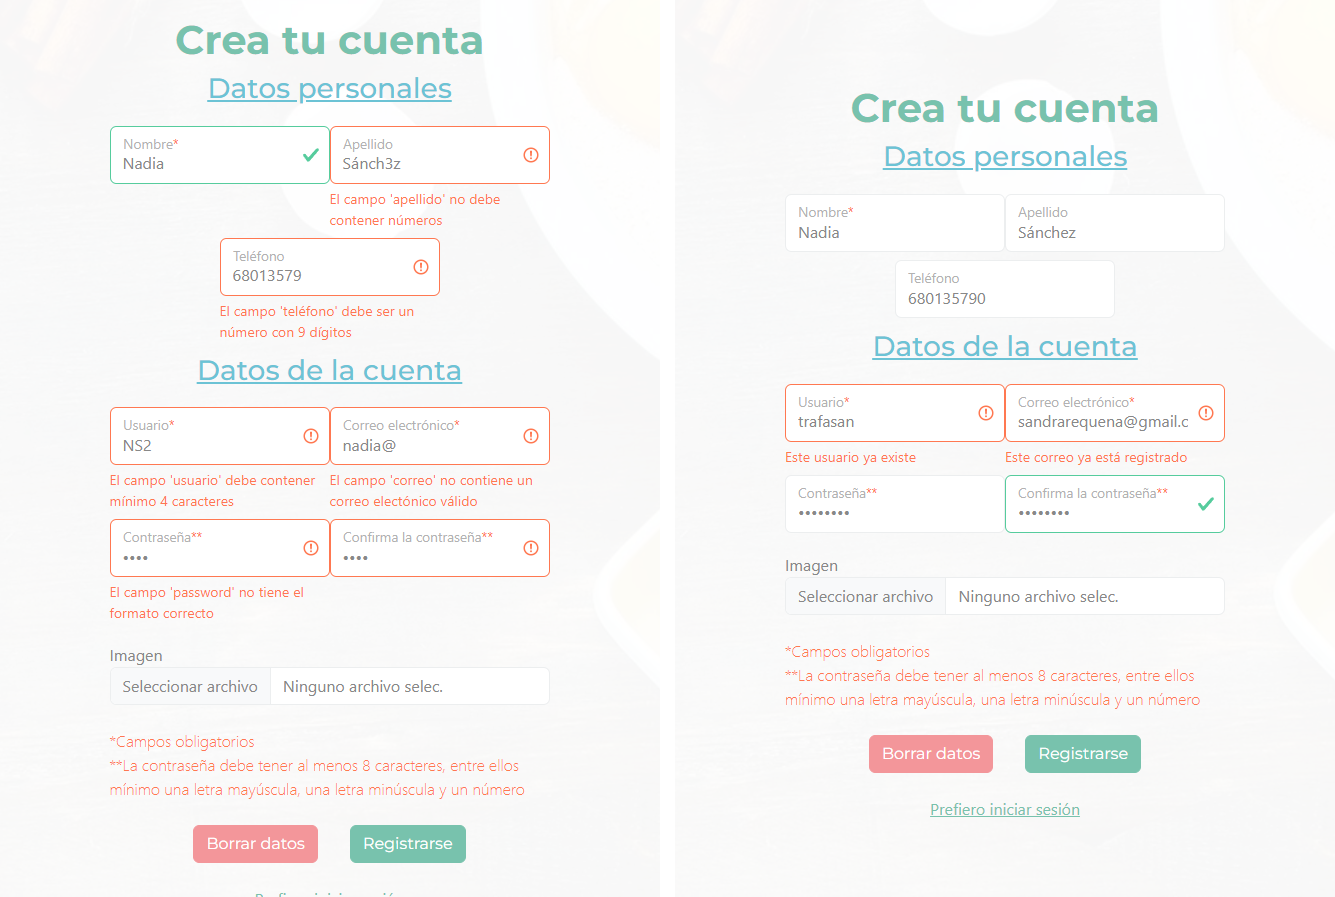 Crea tu cuenta
Datos personales
Nombre*
Nadia
Apellido
Sánch3z
El campo 'apellido' no debe
contener números
Teléfono
68013579
El campo 'teléfono' debe ser un
número con 9 dígitos
Datos de la cuenta
Usuario*
NS2
Correo electrónico*
nadia@
El campo 'usuario' debe contener
mínimo 4 caracteres
El campo 'correo' no contiene un
correo electónico válido
Contraseña**
••••
Confirma la contraseña**
••••
El campo 'password' no tiene el
formato correcto
Imagen
Seleccionar archivo Ninguno archivo selec.
*Campos obligatorios
**La contraseña debe tener al menos 8 caracteres, entre ellos
mínimo una letra mayúscula, una letra minúscula y un número
Borrar datos Registrarse
Crea tu cuenta
Datos personales
Nombre*
Nadia
Apellido
Sánchez
Teléfono
680135790
Datos de la cuenta
Usuario*
trafasan
Correo electrónico*
sandrarequena@gmail.c
Este usuario ya existe
Este correo ya está registrado
Contraseña**
••••••••
Confirma la contraseña**
••••••••
Imagen
Seleccionar archivo Ninguno archivo selec.
*Campos obligatorios
**La contraseña debe tener al menos 8 caracteres, entre ellos
mínimo una letra mayúscula, una letra minúscula y un número
Borrar datos Registrarse
Prefiero iniciar sesión